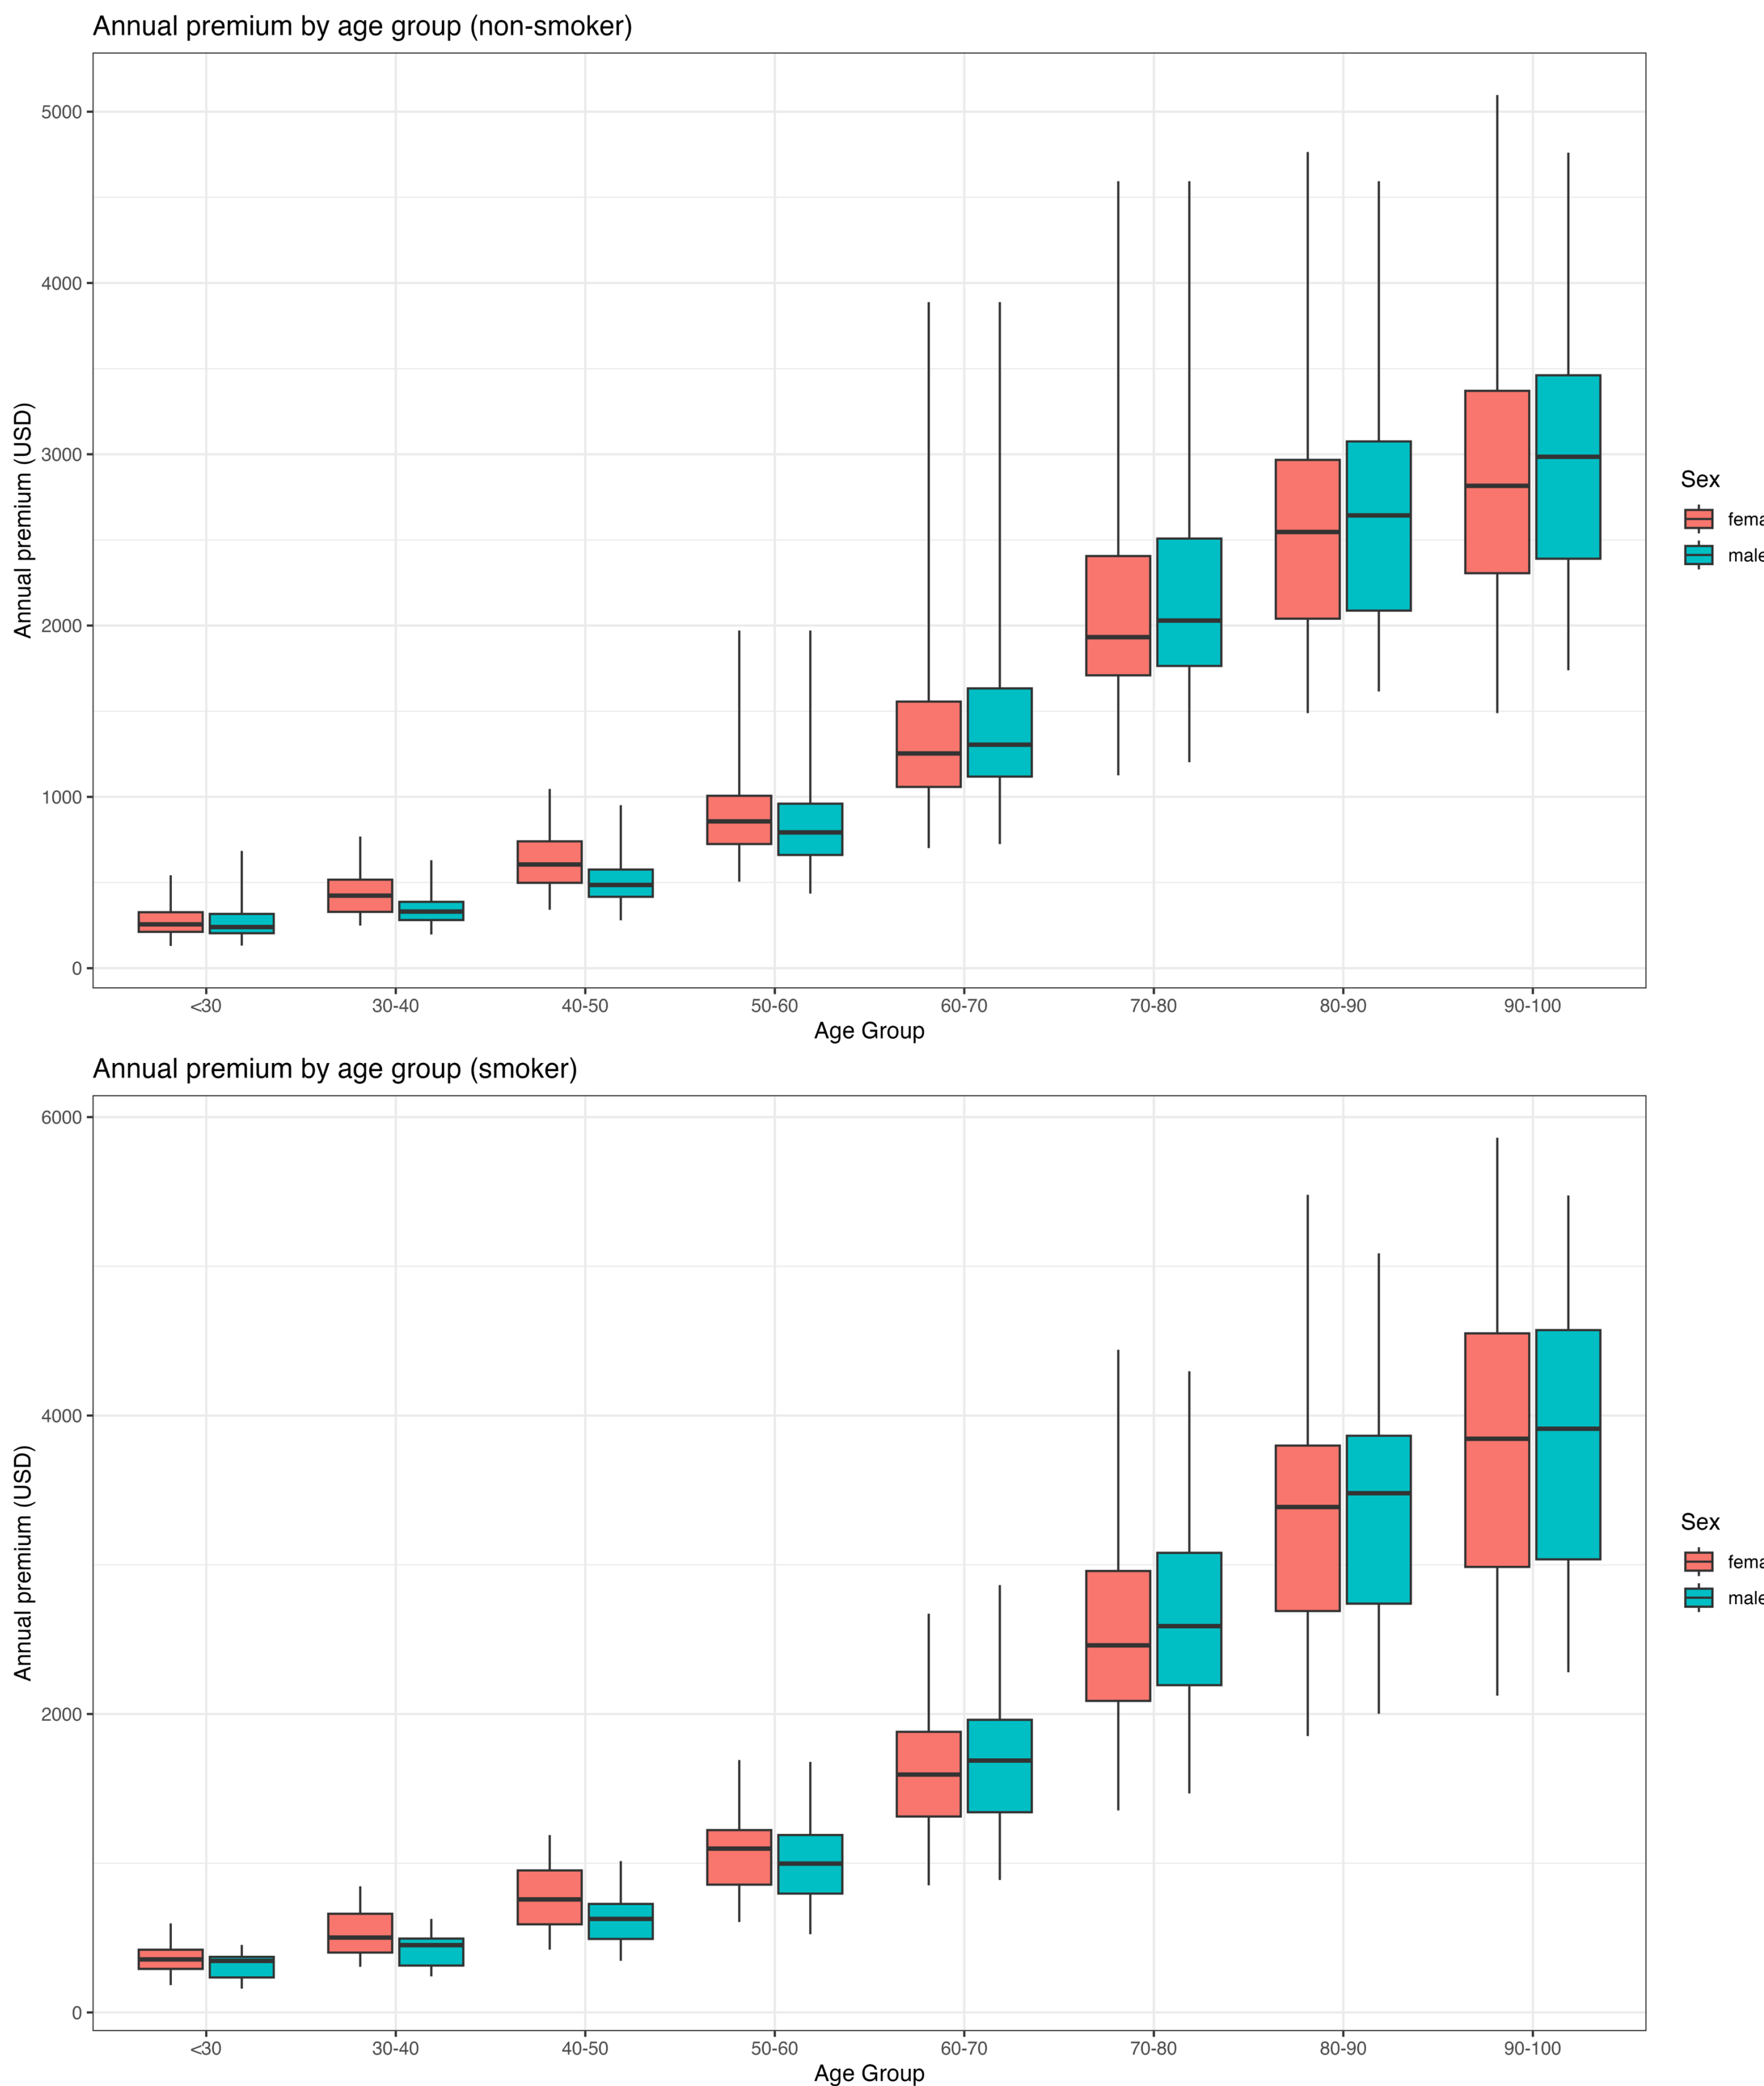 Annual premium by age group (non-smoker)
Annual premium (USD)
5000
4000
3000
2000
1000
0
<30 30-40 40-50 50-60 60-70 70-80 80-90 90-100
Age Group
Sex
fema
male
Annual premium by age group (smoker)
Annual premium (USD)
6000
4000
2000
0
<30 30-40 40-50 50-60 60-70 70-80 80-90 90-100
Age Group
Sex
fema
male